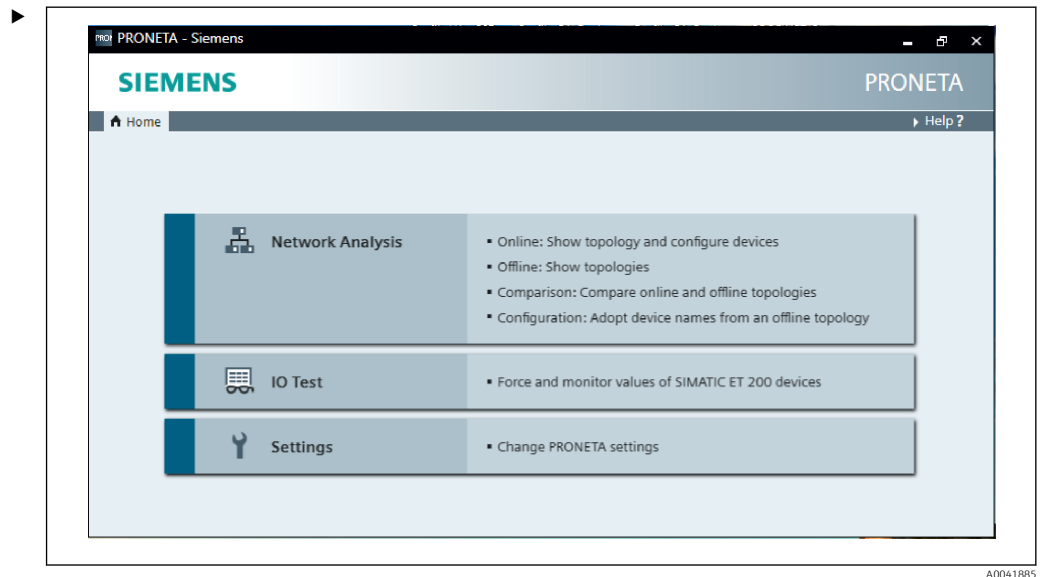 PRONETA - Siemens
SIEMENS
PRONETA
Home
Help ?
Network Analysis
▪ Online: Show topology and configure devices
▪ Offline: Show topologies
▪ Comparison: Compare online and offline topologies
▪ Configuration: Adopt device names from an offline topology
IO Test
▪ Force and monitor values of SIMATIC ET 200 devices
Settings
▪ Change PRONETA settings
A0041885